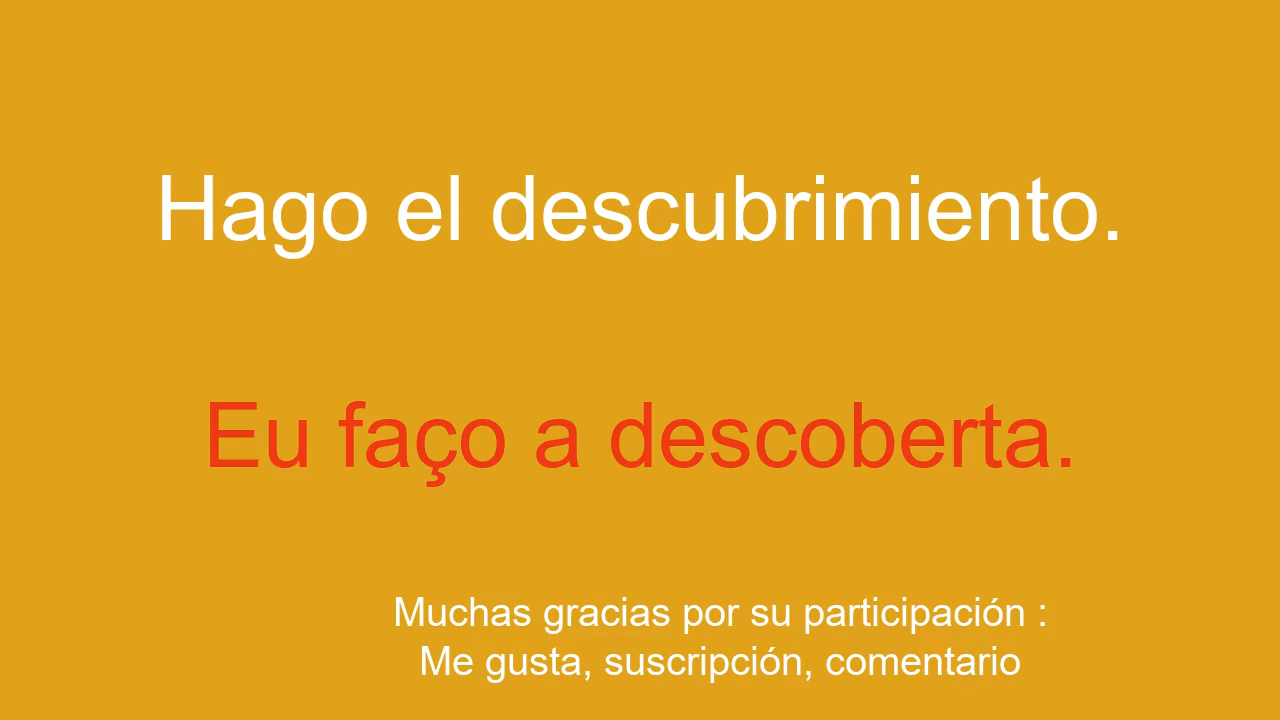 Hago el descubrimiento.
Eu faço a descoberta.
Muchas gracias por su participación :
Me gusta, suscripción, comentario